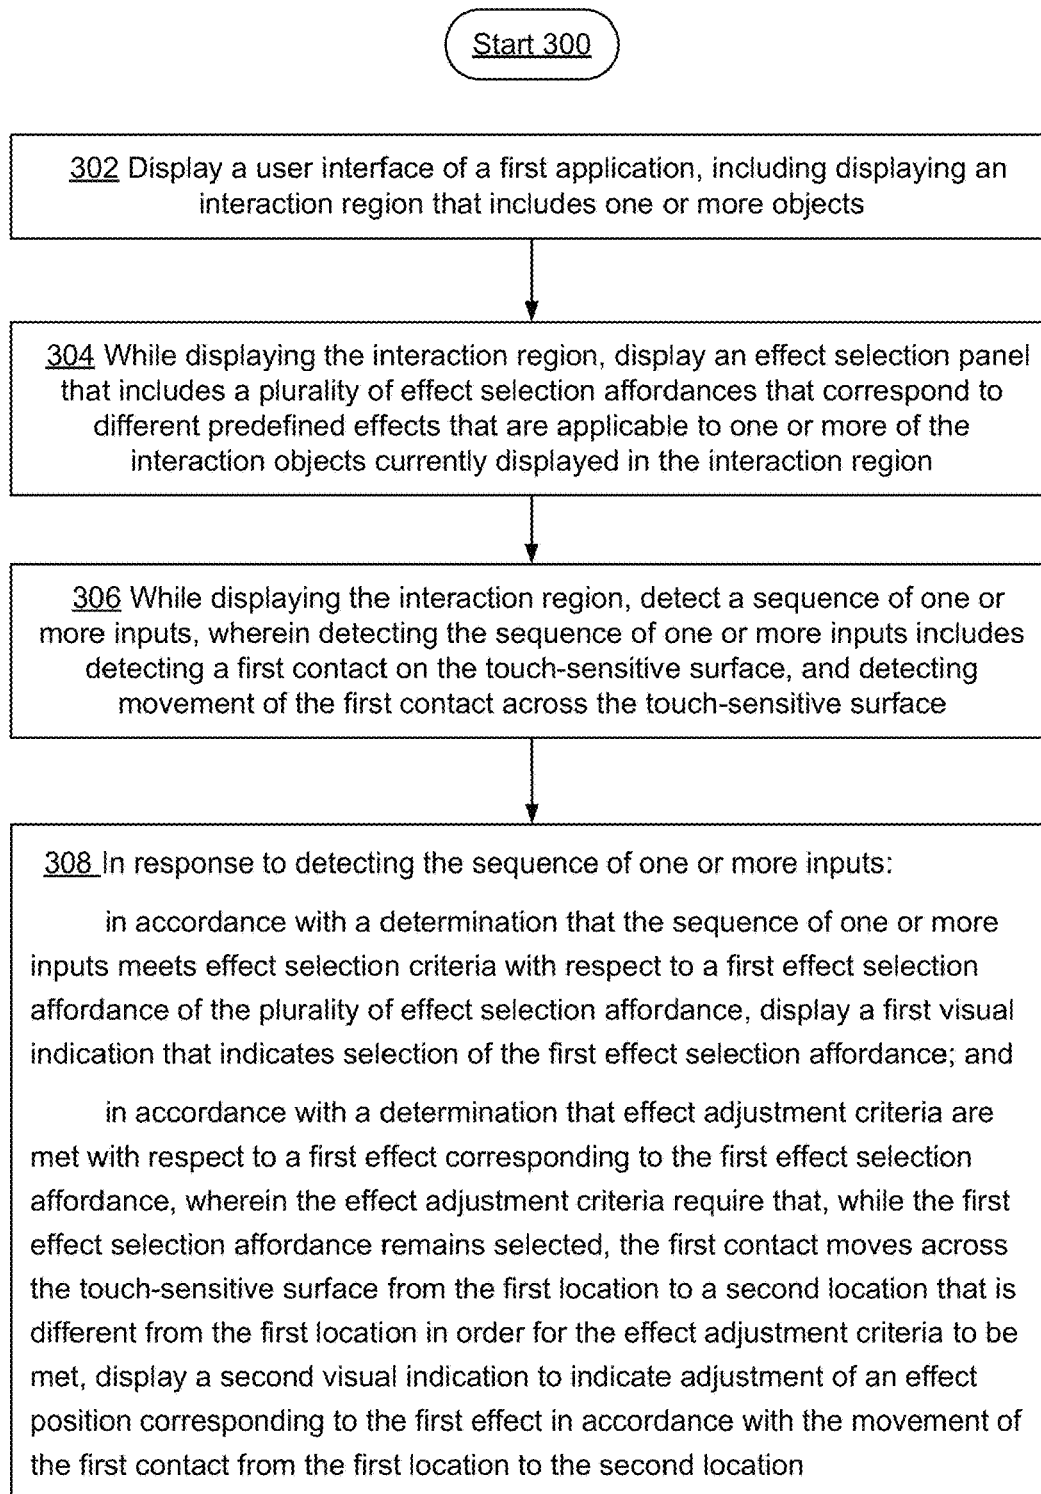 Start 300
302 Display a user interface of a first application, including displaying an
interaction region that includes one or more objects
304 While displaying the interaction region, display an effect selection panel
that includes a plurality of effect selection affordances that correspond to
different predefined effects that are applicable to one or more of the
interaction objects currently displayed in the interaction region
306 While displaying the interaction region, detect a sequence of one or
more inputs, wherein detecting the sequence of one or more inputs includes
detecting a first contact on the touch-sensitive surface, and detecting
movement of the first contact across the touch-sensitive surface
308 In response to detecting the sequence of one or more inputs:
in accordance with a determination that the sequence of one or more
inputs meets effect selection criteria with respect to a first effect selection
affordance of the plurality of effect selection affordance, display a first visual
indication that indicates selection of the first effect selection affordance; and
in accordance with a determination that effect adjustment criteria are
met with respect to a first effect corresponding to the first effect selection
affordance, wherein the effect adjustment criteria require that, while the first
effect selection affordance remains selected, the first contact moves across
the touch-sensitive surface from the first location to a second location that is
different from the first location in order for the effect adjustment criteria to be
met, display a second visual indication to indicate adjustment of an effect
position corresponding to the first effect in accordance with the movement of
the first contact from the first location to the second location